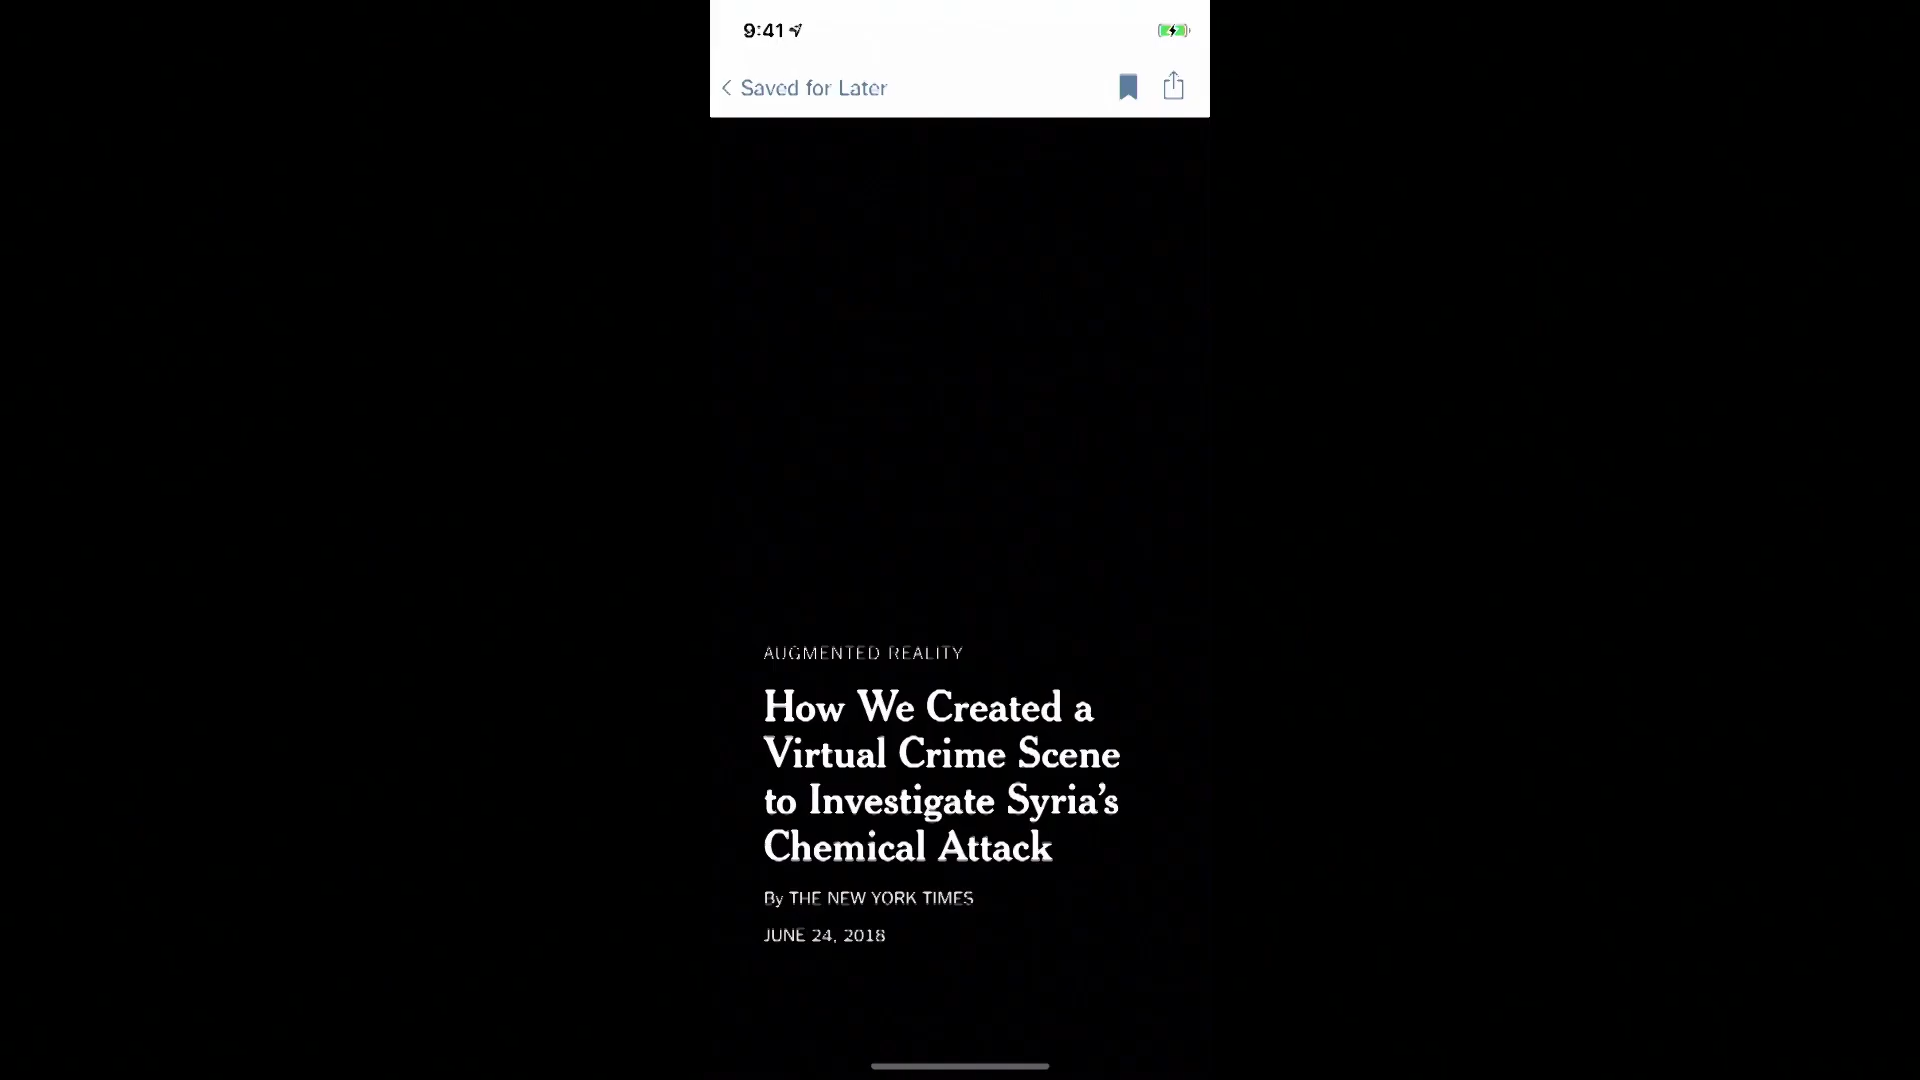 9:41
Saved for Later
AUGMENTED REALITY
How We Created a
Virtual Crime Scene
to Investigate Syria’s
Chemical Attack
By THE NEW YORK TIMES
JUNE 24, 2018